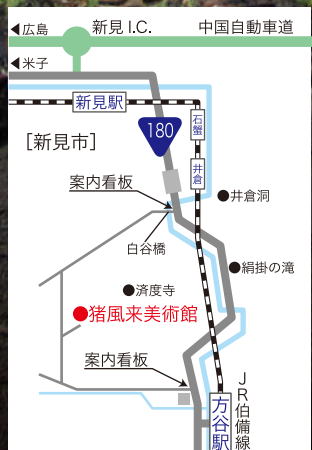 ◀広島
新見I.C.
中国自動車道
◀米子
新見駅
石蟹
180
[新見市]
井倉
案内看板
●井倉洞
白谷橋
●絹掛の滝
●済度寺
●猪風来美術館
案内看板
方谷駅
JR伯備線